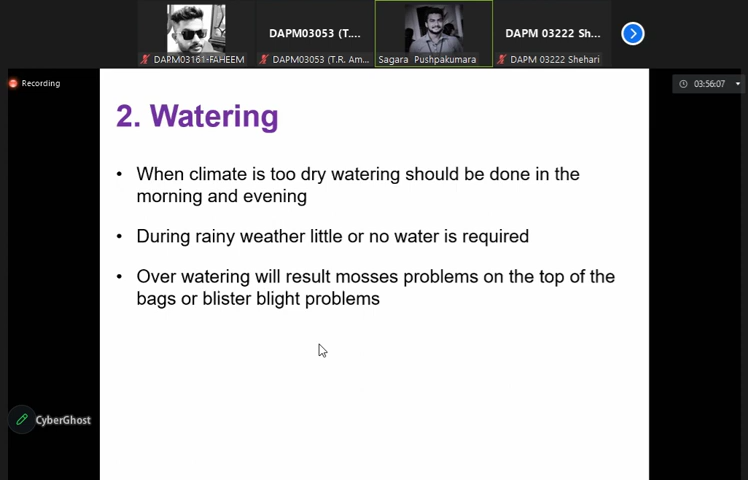 DAPM03053 (T....
DAPM 03222 Sh...
DAPM03161-FAHEEM
DAPM03053 (T.R. Am...
Sagara Pushpakumara
DAPM 03222 Shehari
Recording
03:56:07
2. Watering
• When climate is too dry watering should be done in the
morning and evening
• During rainy weather little or no water is required
• Over watering will result mosses problems on the top of the
bags or blister blight problems
CyberGhost